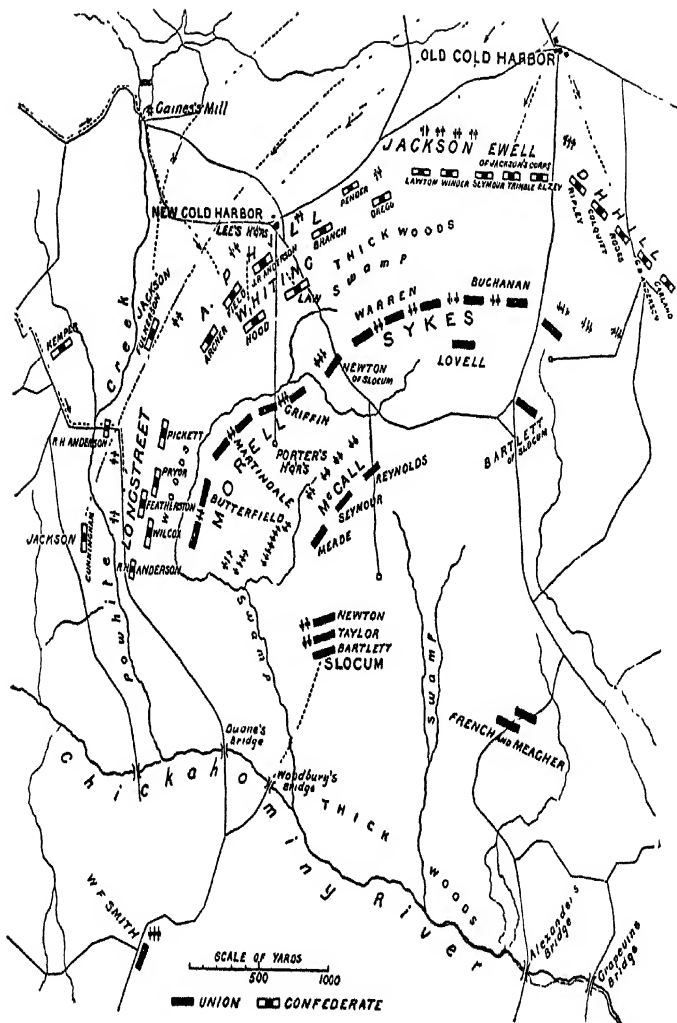 OLD COLD HARBOR
Gaines's Mill
JACKSON
EWELL
OF JACKSON'S CORPS
LAWTON
WINDER
SEYMOUR
TRIMBLE
ELZEY
D H HILL
RIPLEY
COLQUITT
RODES
G. B. ANDERSON
GARLAND
NEW COLD HARBOR
LEE'S HQRS
A. P. HILL
PENDER
GREGG
BRANCH
J.R. ANDERSON
FIELD
ARCHER
WHITING
LAW
HOOD
THICK WOODS
Swamp
JACKSON
FULKERSON
KEMPER
BUCHANAN
WARREN
SYKES
LOVELL
NEWTON
OF SLOCUM
BARTLETT
OF SLOCUM
GRIFFIN
PORTER'S
HQRS
MORELL
MARTINDALE
BUTTERFIELD
McCALL
REYNOLDS
SEYMOUR
MEADE
R H ANDERSON
LONGSTREET
WOODS
PICKETT
PRYOR
FEATHERSTON
WILCOX
R H ANDERSON
JACKSON
CUNNINGHAM
Powhite Creek
Swamp
NEWTON
TAYLOR
BARTLETT
SLOCUM
Swamp
FRENCH AND MEAGHER
Duane's
bridge
Woodbury's
Bridge
Chickahominy River
THICK WOODS
Alexander's
Bridge
Grapevine
Bridge
W F SMITH
SCALE OF YARDS
500 1000
UNION CONFEDERATE